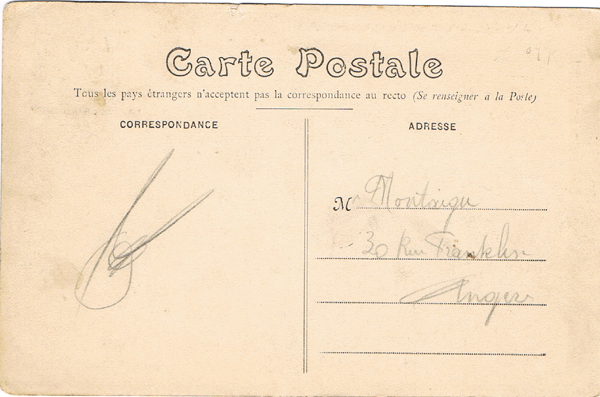 Carte Postale
Tous les pays étrangers n'acceptent pas la correspondance au recto (Se renseigner a la Poste)
CORRESPONDANCE
ADRESSE
M
30 Rue Franklin
Angers